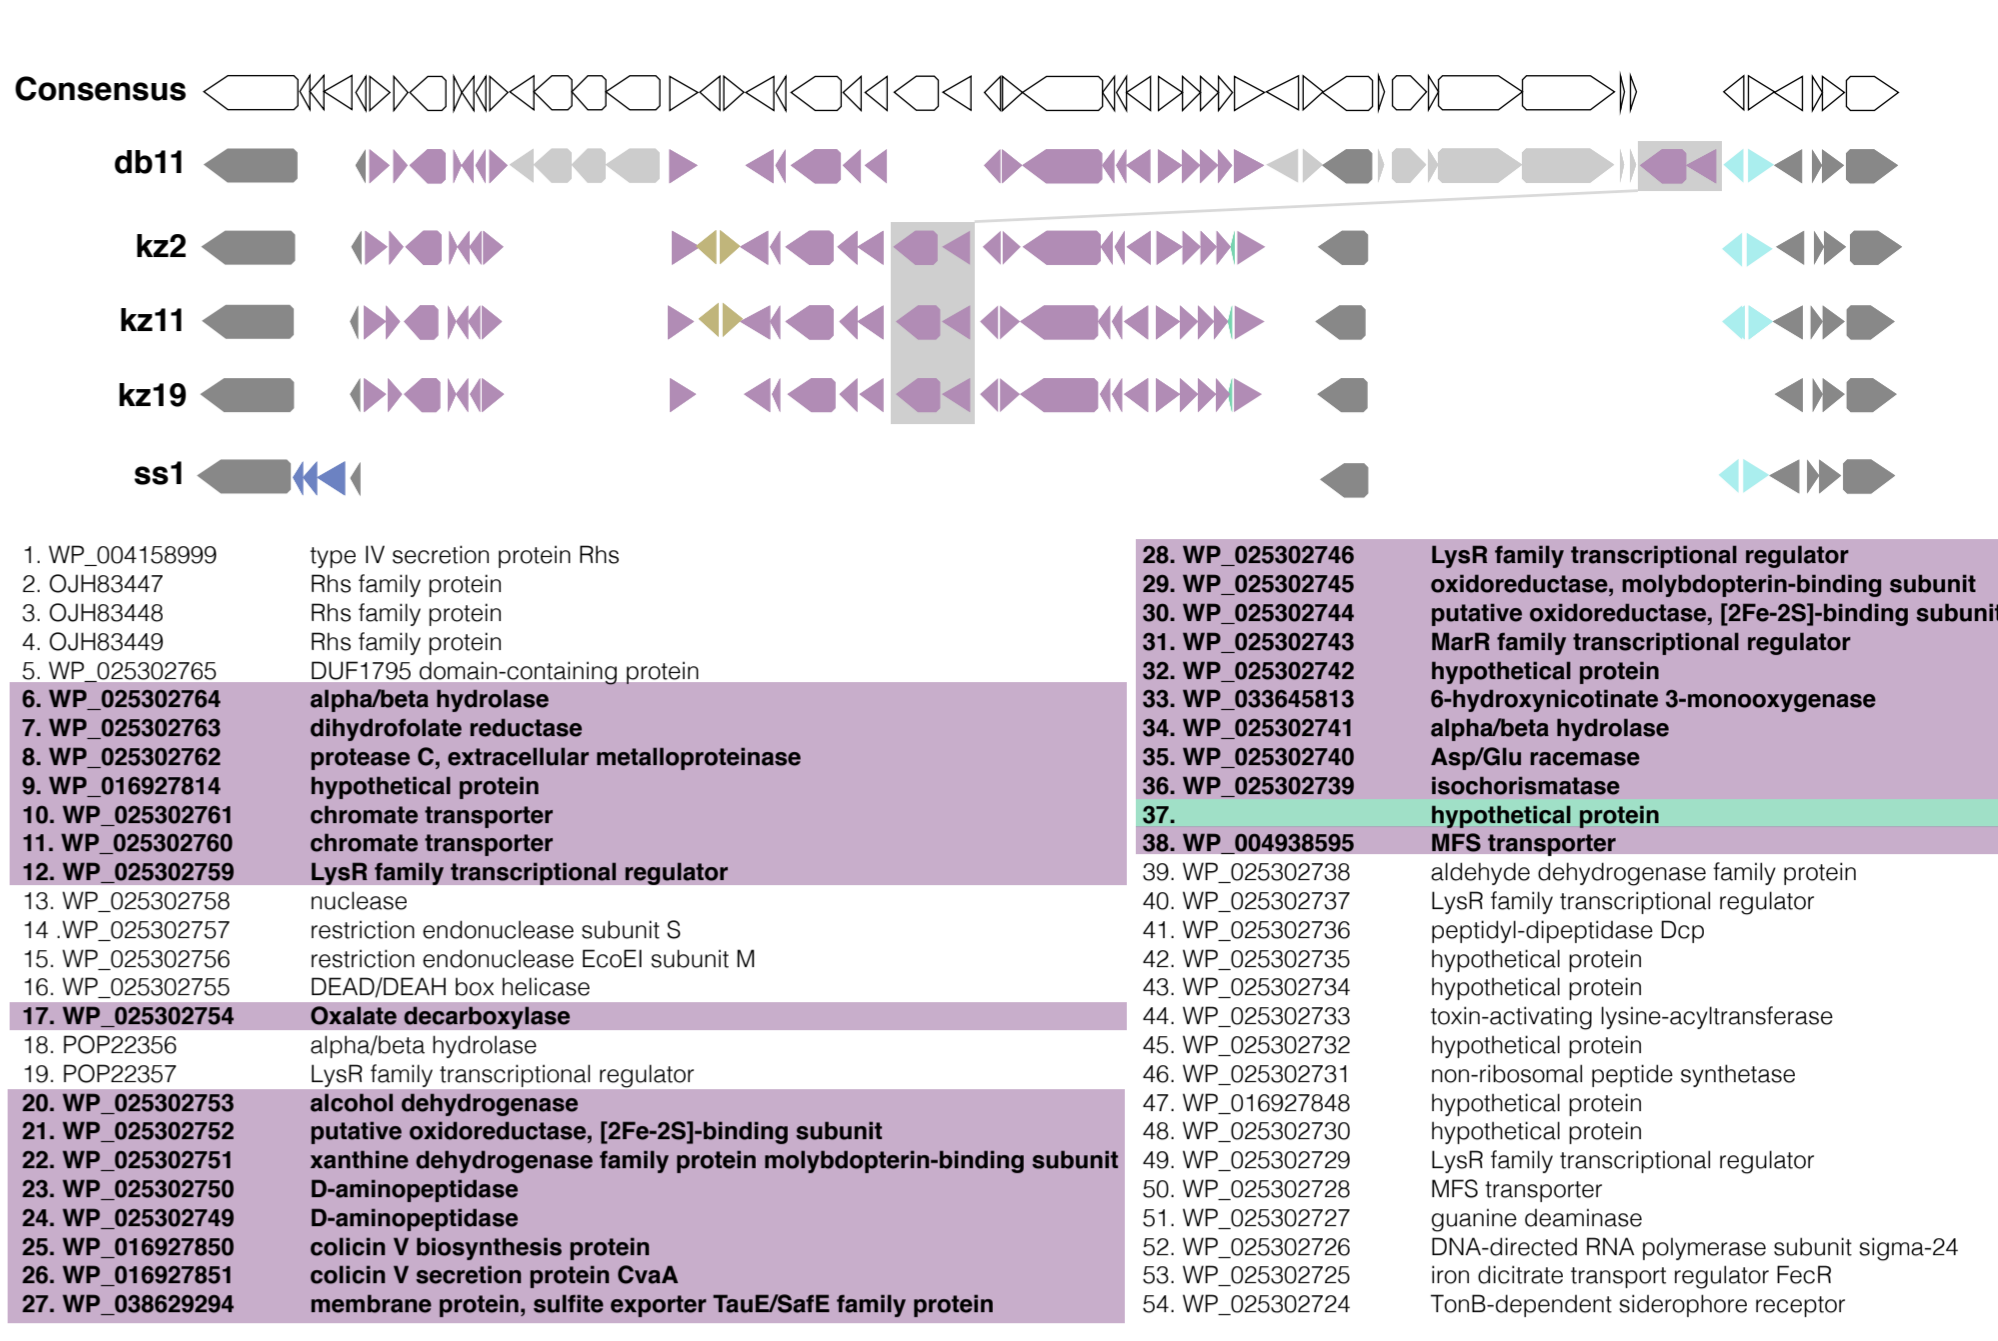 Consensus
db11
kz2
kz11
kz19
ss1
1. WP_004158999 type IV secretion protein Rhs
2. OJH83447 Rhs family protein
3. OJH83448 Rhs family protein
4. OJH83449 Rhs family protein
5. WP_025302765 DUF1795 domain-containing protein
6. WP_025302764 alpha/beta hydrolase
7. WP_025302763 dihydrofolate reductase
8. WP_025302762 protease C, extracellular metalloproteinase
9. WP_016927814 hypothetical protein
10. WP_025302761 chromate transporter
11. WP_025302760 chromate transporter
12. WP_025302759 LysR family transcriptional regulator
13. WP_025302758 nuclease
14 .WP_025302757 restriction endonuclease subunit S
15. WP_025302756 restriction endonuclease EcoEI subunit M
16. WP_025302755 DEAD/DEAH box helicase
17. WP_025302754 Oxalate decarboxylase
18. POP22356 alpha/beta hydrolase
19. POP22357 LysR family transcriptional regulator
20. WP_025302753 alcohol dehydrogenase
21. WP_025302752 putative oxidoreductase, [2Fe-2S]-binding subunit
22. WP_025302751 xanthine dehydrogenase family protein molybdopterin-binding subunit
23. WP_025302750 D-aminopeptidase
24. WP_025302749 D-aminopeptidase
25. WP_016927850 colicin V biosynthesis protein
26. WP_016927851 colicin V secretion protein CvaA
27. WP_038629294 membrane protein, sulfite exporter TauE/SafE family protein
28. WP_025302746 LysR family transcriptional regulator
29. WP_025302745 oxidoreductase, molybdopterin-binding subunit
30. WP_025302744 putative oxidoreductase, [2Fe-2S]-binding subunit
31. WP_025302743 MarR family transcriptional regulator
32. WP_025302742 hypothetical protein
33. WP_033645813 6-hydroxynicotinate 3-monooxygenase
34. WP_025302741 alpha/beta hydrolase
35. WP_025302740 Asp/Glu racemase
36. WP_025302739 isochorismatase
37. hypothetical protein
38. WP_004938595 MFS transporter
39. WP_025302738 aldehyde dehydrogenase family protein
40. WP_025302737 LysR family transcriptional regulator
41. WP_025302736 peptidyl-dipeptidase Dcp
42. WP_025302735 hypothetical protein
43. WP_025302734 hypothetical protein
44. WP_025302733 toxin-activating lysine-acyltransferase
45. WP_025302732 hypothetical protein
46. WP_025302731 non-ribosomal peptide synthetase
47. WP_016927848 hypothetical protein
48. WP_025302730 hypothetical protein
49. WP_025302729 LysR family transcriptional regulator
50. WP_025302728 MFS transporter
51. WP_025302727 guanine deaminase
52. WP_025302726 DNA-directed RNA polymerase subunit sigma-24
53. WP_025302725 iron dicitrate transport regulator FecR
54. WP_025302724 TonB-dependent siderophore receptor